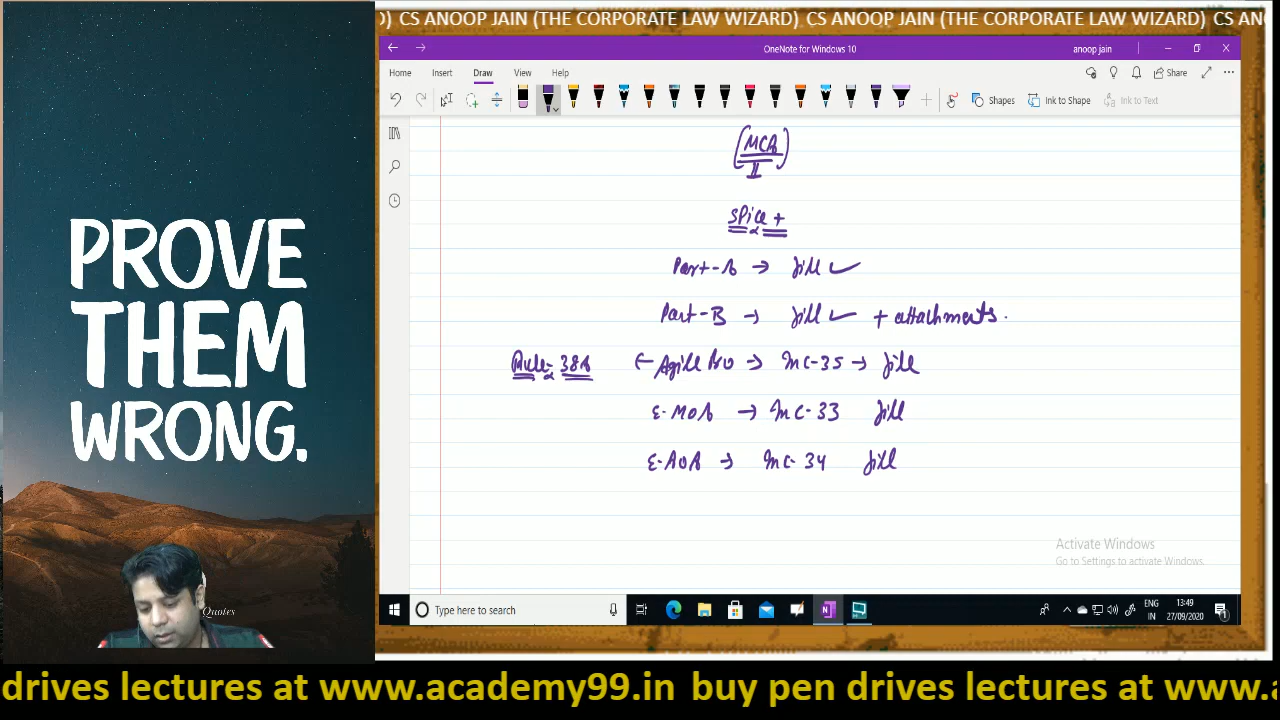 ) CS ANOOP JAIN (THE CORPORATE LAW WIZARD) CS ANOOP JAIN (THE CORPORATE LAW WIZARD) CS AN
OneNote for Windows 10
anoop jain
Home Insert Draw View Help
Share
Shapes
Ink to Shape
Ink to Text
(MCA)
SPice +
Part-A → fill ✓
Part-B → fill ✓ + attachments.
Rule- 38A ← Agile Pro → INC-35 → fill
E-MOA → INC-33 fill
E-AOA → INC-34 fill
PROVE
THEM
WRONG.
Quotes
Activate Windows
Go to Settings to activate Windows.
Type here to search
ENG
IN
13:49
27/09/2020
drives lectures at www.academy99.in buy pen drives lectures at www.a